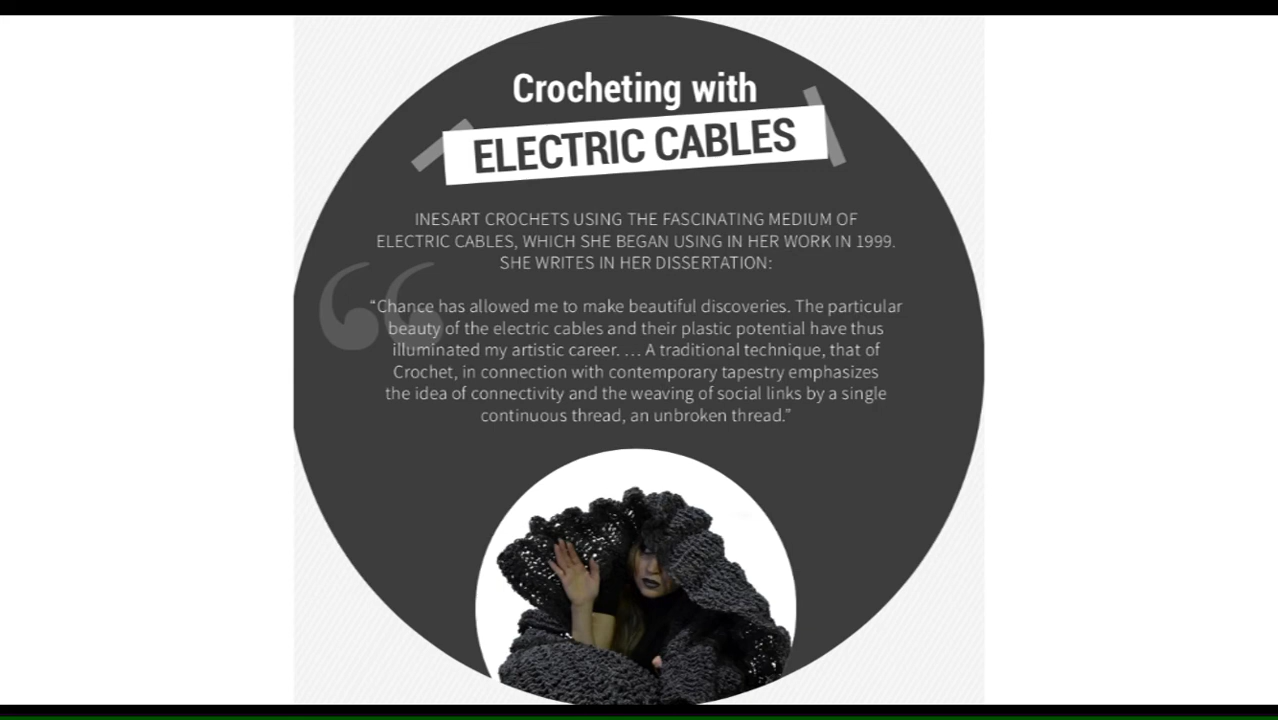 Crocheting with
ELECTRIC CABLES
INESART CROCHETS USING THE FASCINATING MEDIUM OF
ELECTRIC CABLES, WHICH SHE BEGAN USING IN HER WORK IN 1999.
SHE WRITES IN HER DISSERTATION:
“Chance has allowed me to make beautiful discoveries. The particular
beauty of the electric cables and their plastic potential have thus
illuminated my artistic career. … A traditional technique, that of
Crochet, in connection with contemporary tapestry emphasizes
the idea of connectivity and the weaving of social links by a single
continuous thread, an unbroken thread.”